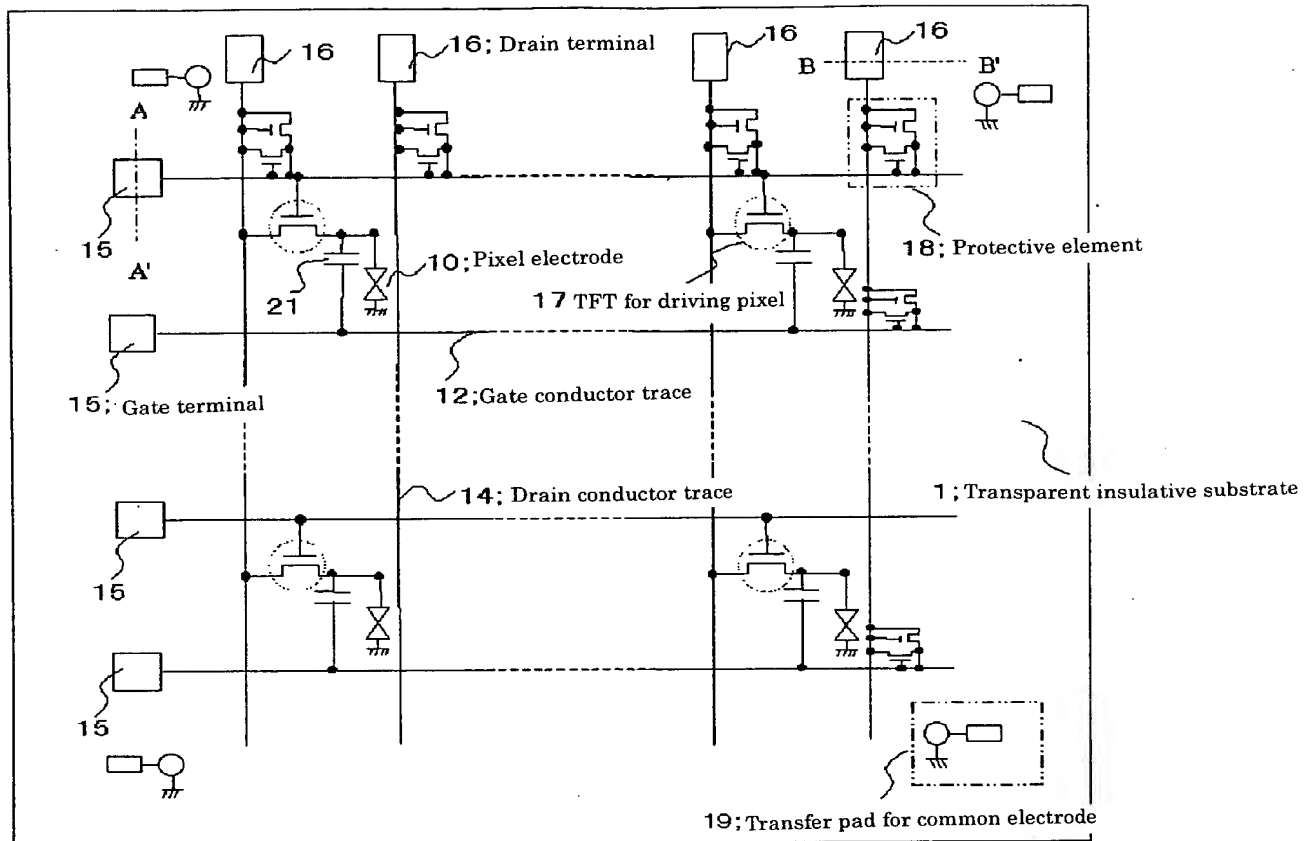 16
16; Drain terminal
16
16
B
B'
A
15
A'
18; Protective element
10; Pixel electrode
21
17 TFT for driving pixel
15; Gate terminal
12; Gate conductor trace
14; Drain conductor trace
1; Transparent insulative substrate
15
15
19; Transfer pad for common electrode